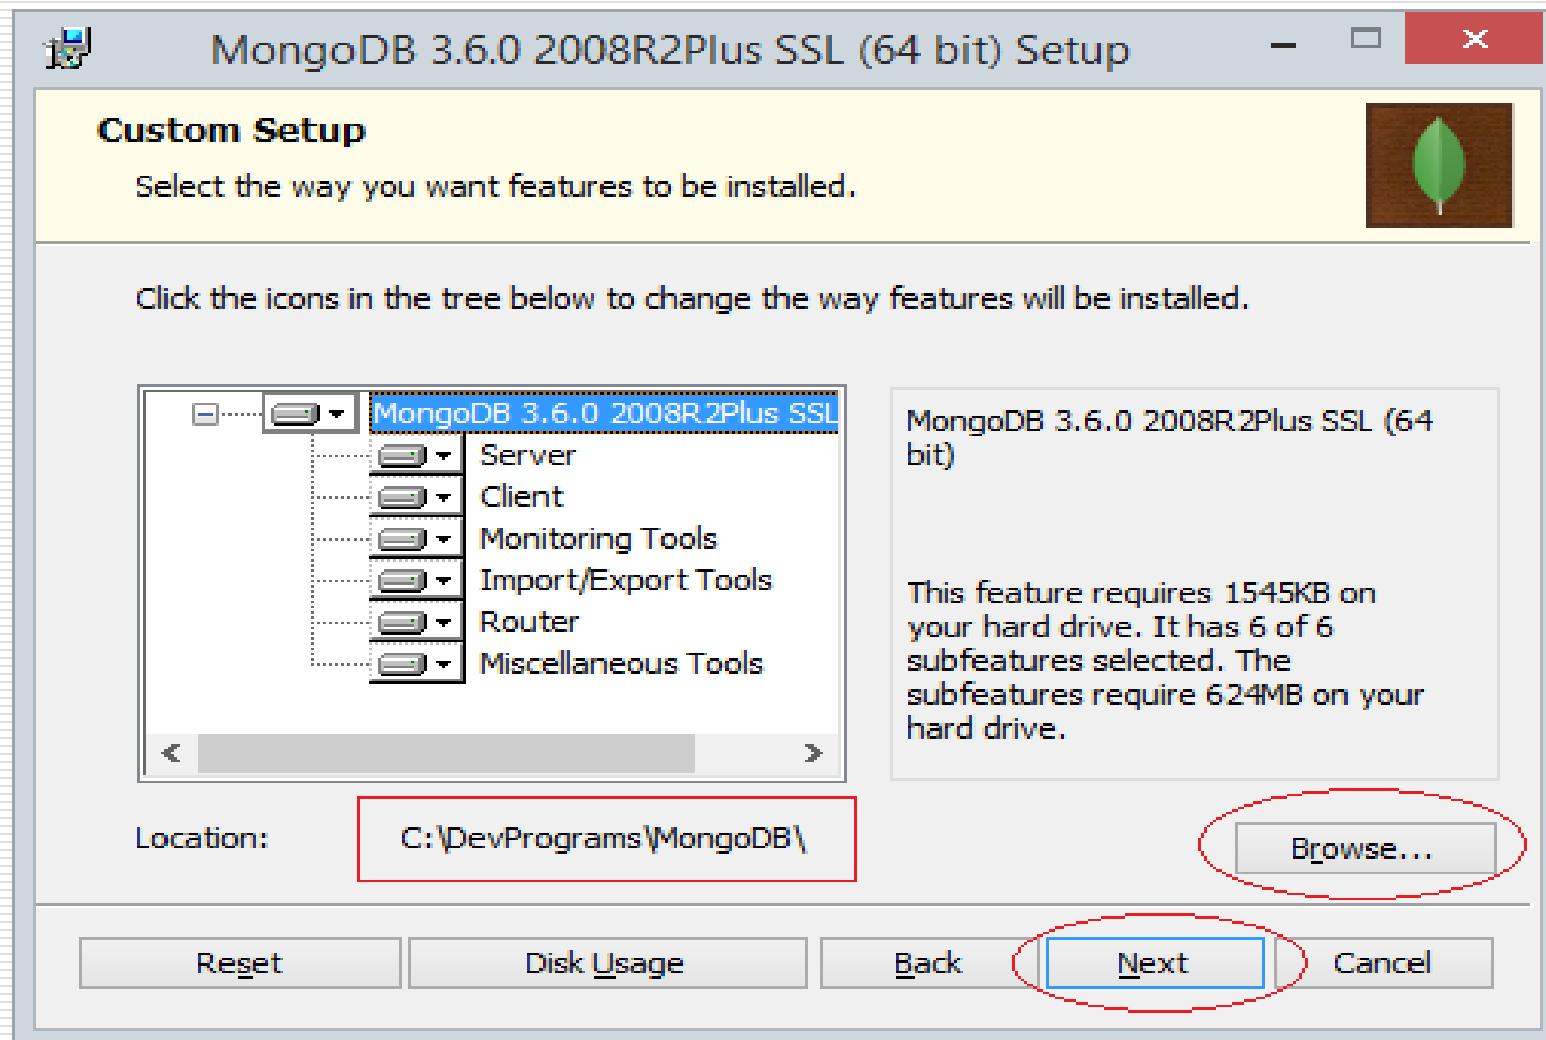 MongoDB 3.6.0 2008R2Plus SSL (64 bit) Setup
Custom Setup
Select the way you want features to be installed.
Click the icons in the tree below to change the way features will be installed.
MongoDB 3.6.0 2008R2Plus SSL
Server
Client
Monitoring Tools
Import/Export Tools
Router
Miscellaneous Tools
MongoDB 3.6.0 2008R2Plus SSL (64
bit)
This feature requires 1545KB on
your hard drive. It has 6 of 6
subfeatures selected. The
subfeatures require 624MB on your
hard drive.
Location: C:\DevPrograms\MongoDB\
Browse...
Reset Disk Usage Back Next Cancel